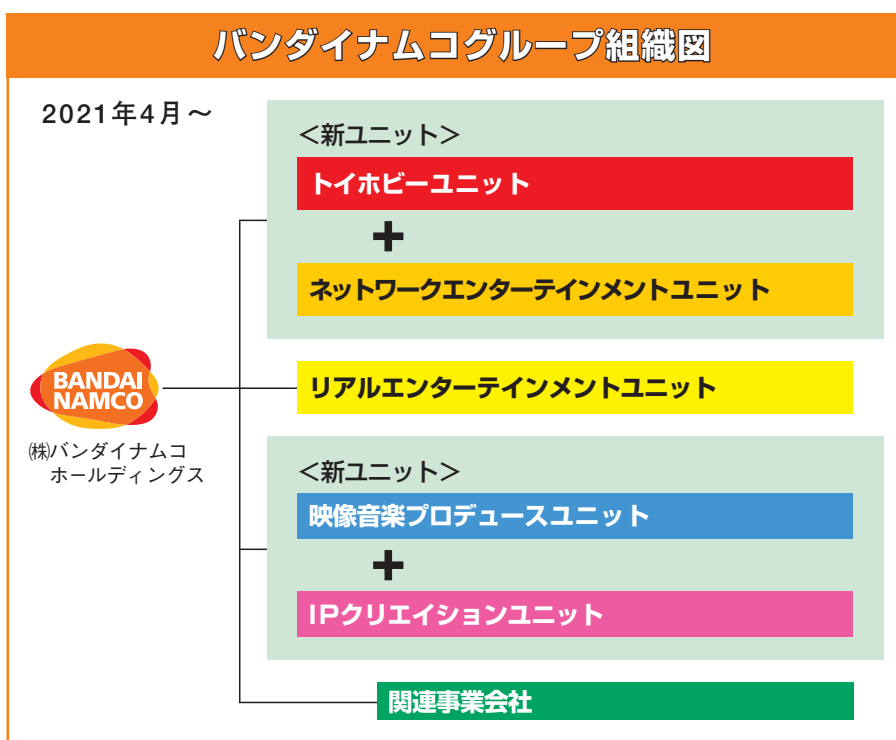 バンダイナムコグループ組織図
2021年4月～
＜新ユニット＞
トイホビーユニット
+
ネットワークエンターテインメントユニット
リアルエンターテインメントユニット
BANDAI
NAMCO
㈱バンダイナムコ
ホールディングス
＜新ユニット＞
映像音楽プロデュースユニット
+
IPクリエイションユニット
関連事業会社